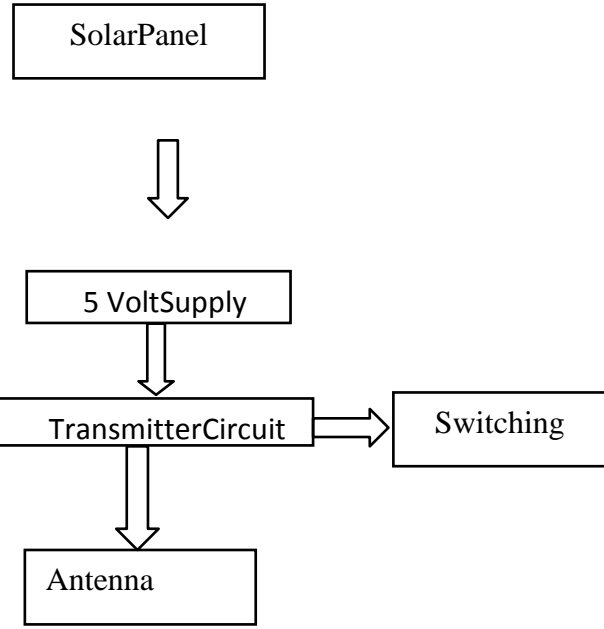 SolarPanel
5 VoltSupply
TransmitterCircuit
Switching
Antenna